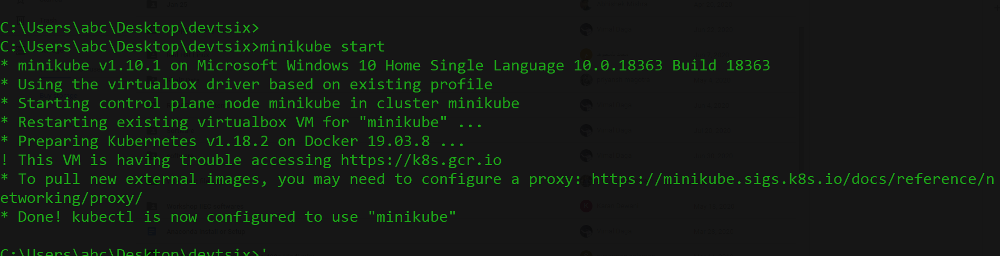 C:\Users\abc\Desktop\devtsix>
C:\Users\abc\Desktop\devtsix>minikube start
* minikube v1.10.1 on Microsoft Windows 10 Home Single Language 10.0.18363 Build 18363
* Using the virtualbox driver based on existing profile
* Starting control plane node minikube in cluster minikube
* Restarting existing virtualbox VM for "minikube" ...
* Preparing Kubernetes v1.18.2 on Docker 19.03.8 ...
! This VM is having trouble accessing https://k8s.gcr.io
* To pull new external images, you may need to configure a proxy: https://minikube.sigs.k8s.io/docs/reference/n
etworking/proxy/
* Done! kubectl is now configured to use "minikube"
C:\Users\abc\Desktop\devtsix>'